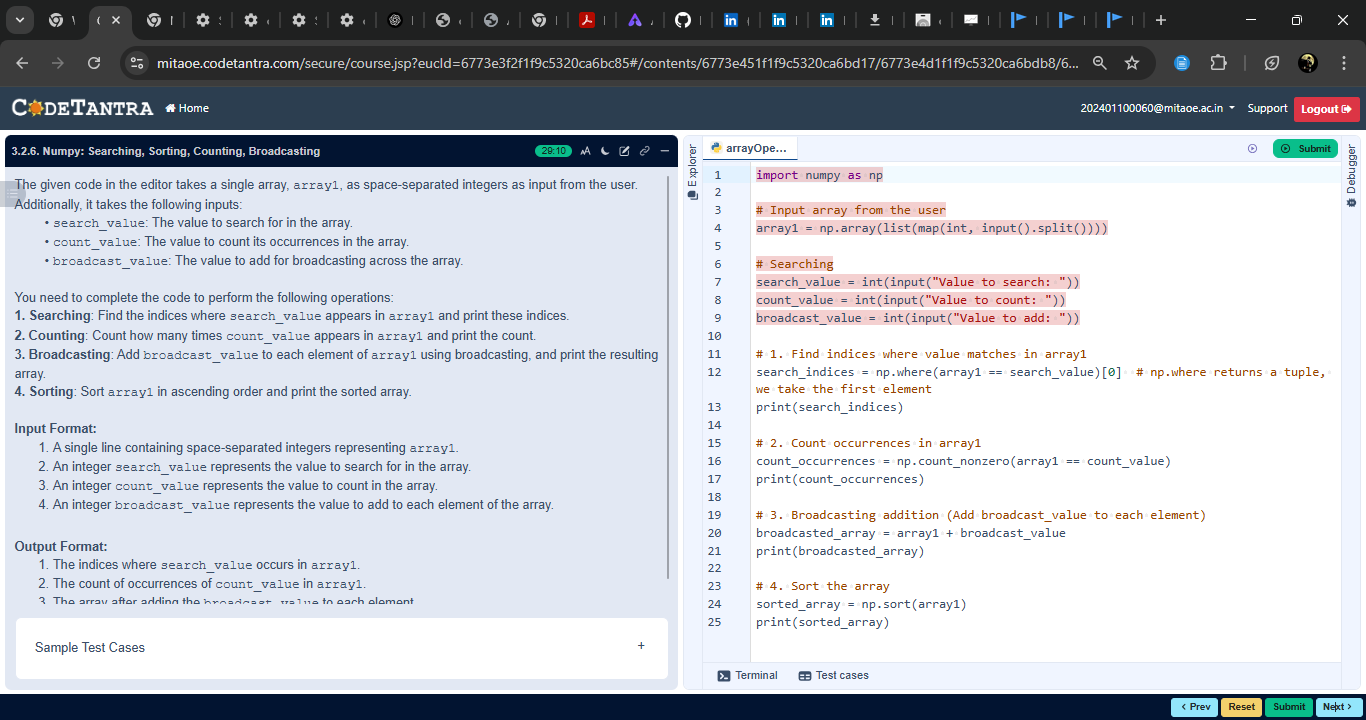 mitaoe.codetantra.com/secure/course.jsp?eucId=6773e3f2f1f9c5320ca6bc85#/contents/6773e451f1f9c5320ca6bd17/6773e4d1f1f9c5320ca6bdb8/6...
CODETANTRA Home 202401100060@mitaoe.ac.in Support Logout
3.2.6. Numpy: Searching, Sorting, Counting, Broadcasting 29:10
The given code in the editor takes a single array, array1, as space-separated integers as input from the user.
Additionally, it takes the following inputs:
• search_value: The value to search for in the array.
• count_value: The value to count its occurrences in the array.
• broadcast_value: The value to add for broadcasting across the array.
You need to complete the code to perform the following operations:
1. Searching: Find the indices where search_value appears in array1 and print these indices.
2. Counting: Count how many times count_value appears in array1 and print the count.
3. Broadcasting: Add broadcast_value to each element of array1 using broadcasting, and print the resulting
array.
4. Sorting: Sort array1 in ascending order and print the sorted array.
Input Format:
1. A single line containing space-separated integers representing array1.
2. An integer search_value represents the value to search for in the array.
3. An integer count_value represents the value to count in the array.
4. An integer broadcast_value represents the value to add to each element of the array.
Output Format:
1. The indices where search_value occurs in array1.
2. The count of occurrences of count_value in array1.
3. The array after adding the broadcast_value to each element.
Sample Test Cases +
Explorer
arrayOpe...
Submit
Debugger
1 import numpy as np
2
3 # Input array from the user
4 array1 = np.array(list(map(int, input().split())))
5
6 # Searching
7 search_value = int(input("Value to search: "))
8 count_value = int(input("Value to count: "))
9 broadcast_value = int(input("Value to add: "))
10
11 # 1. Find indices where value matches in array1
12 search_indices = np.where(array1 == search_value)[0]  # np.where returns a tuple,
we take the first element
13 print(search_indices)
14
15 # 2. Count occurrences in array1
16 count_occurrences = np.count_nonzero(array1 == count_value)
17 print(count_occurrences)
18
19 # 3. Broadcasting addition (Add broadcast_value to each element)
20 broadcasted_array = array1 + broadcast_value
21 print(broadcasted_array)
22
23 # 4. Sort the array
24 sorted_array = np.sort(array1)
25 print(sorted_array)
Terminal Test cases
< Prev Reset Submit Next >